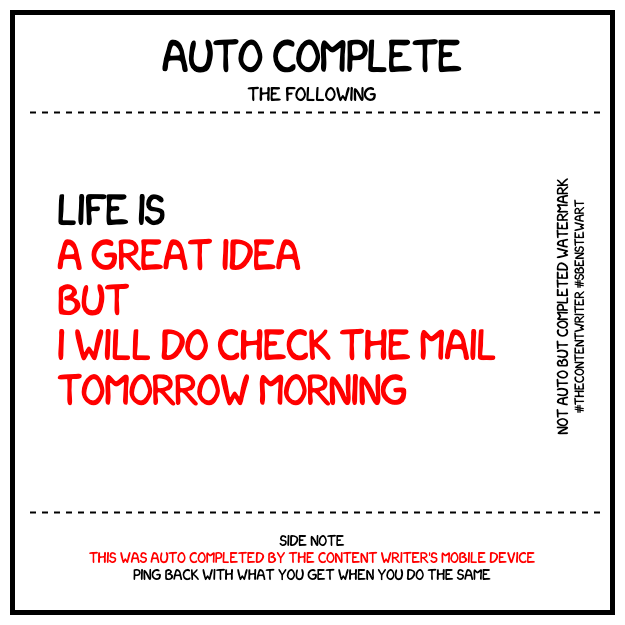 AUTO COMPLETE
THE FOLLOWING
LIFE IS
A GREAT IDEA
BUT
I WILL DO CHECK THE MAIL
TOMORROW MORNING
NOT AUTO BUT COMPLETED WATERMARK
#THECONTENTWRITER #SBENSTEWART
SIDE NOTE
THIS WAS AUTO COMPLETED BY THE CONTENT WRITER'S MOBILE DEVICE
PING BACK WITH WHAT YOU GET WHEN YOU DO THE SAME